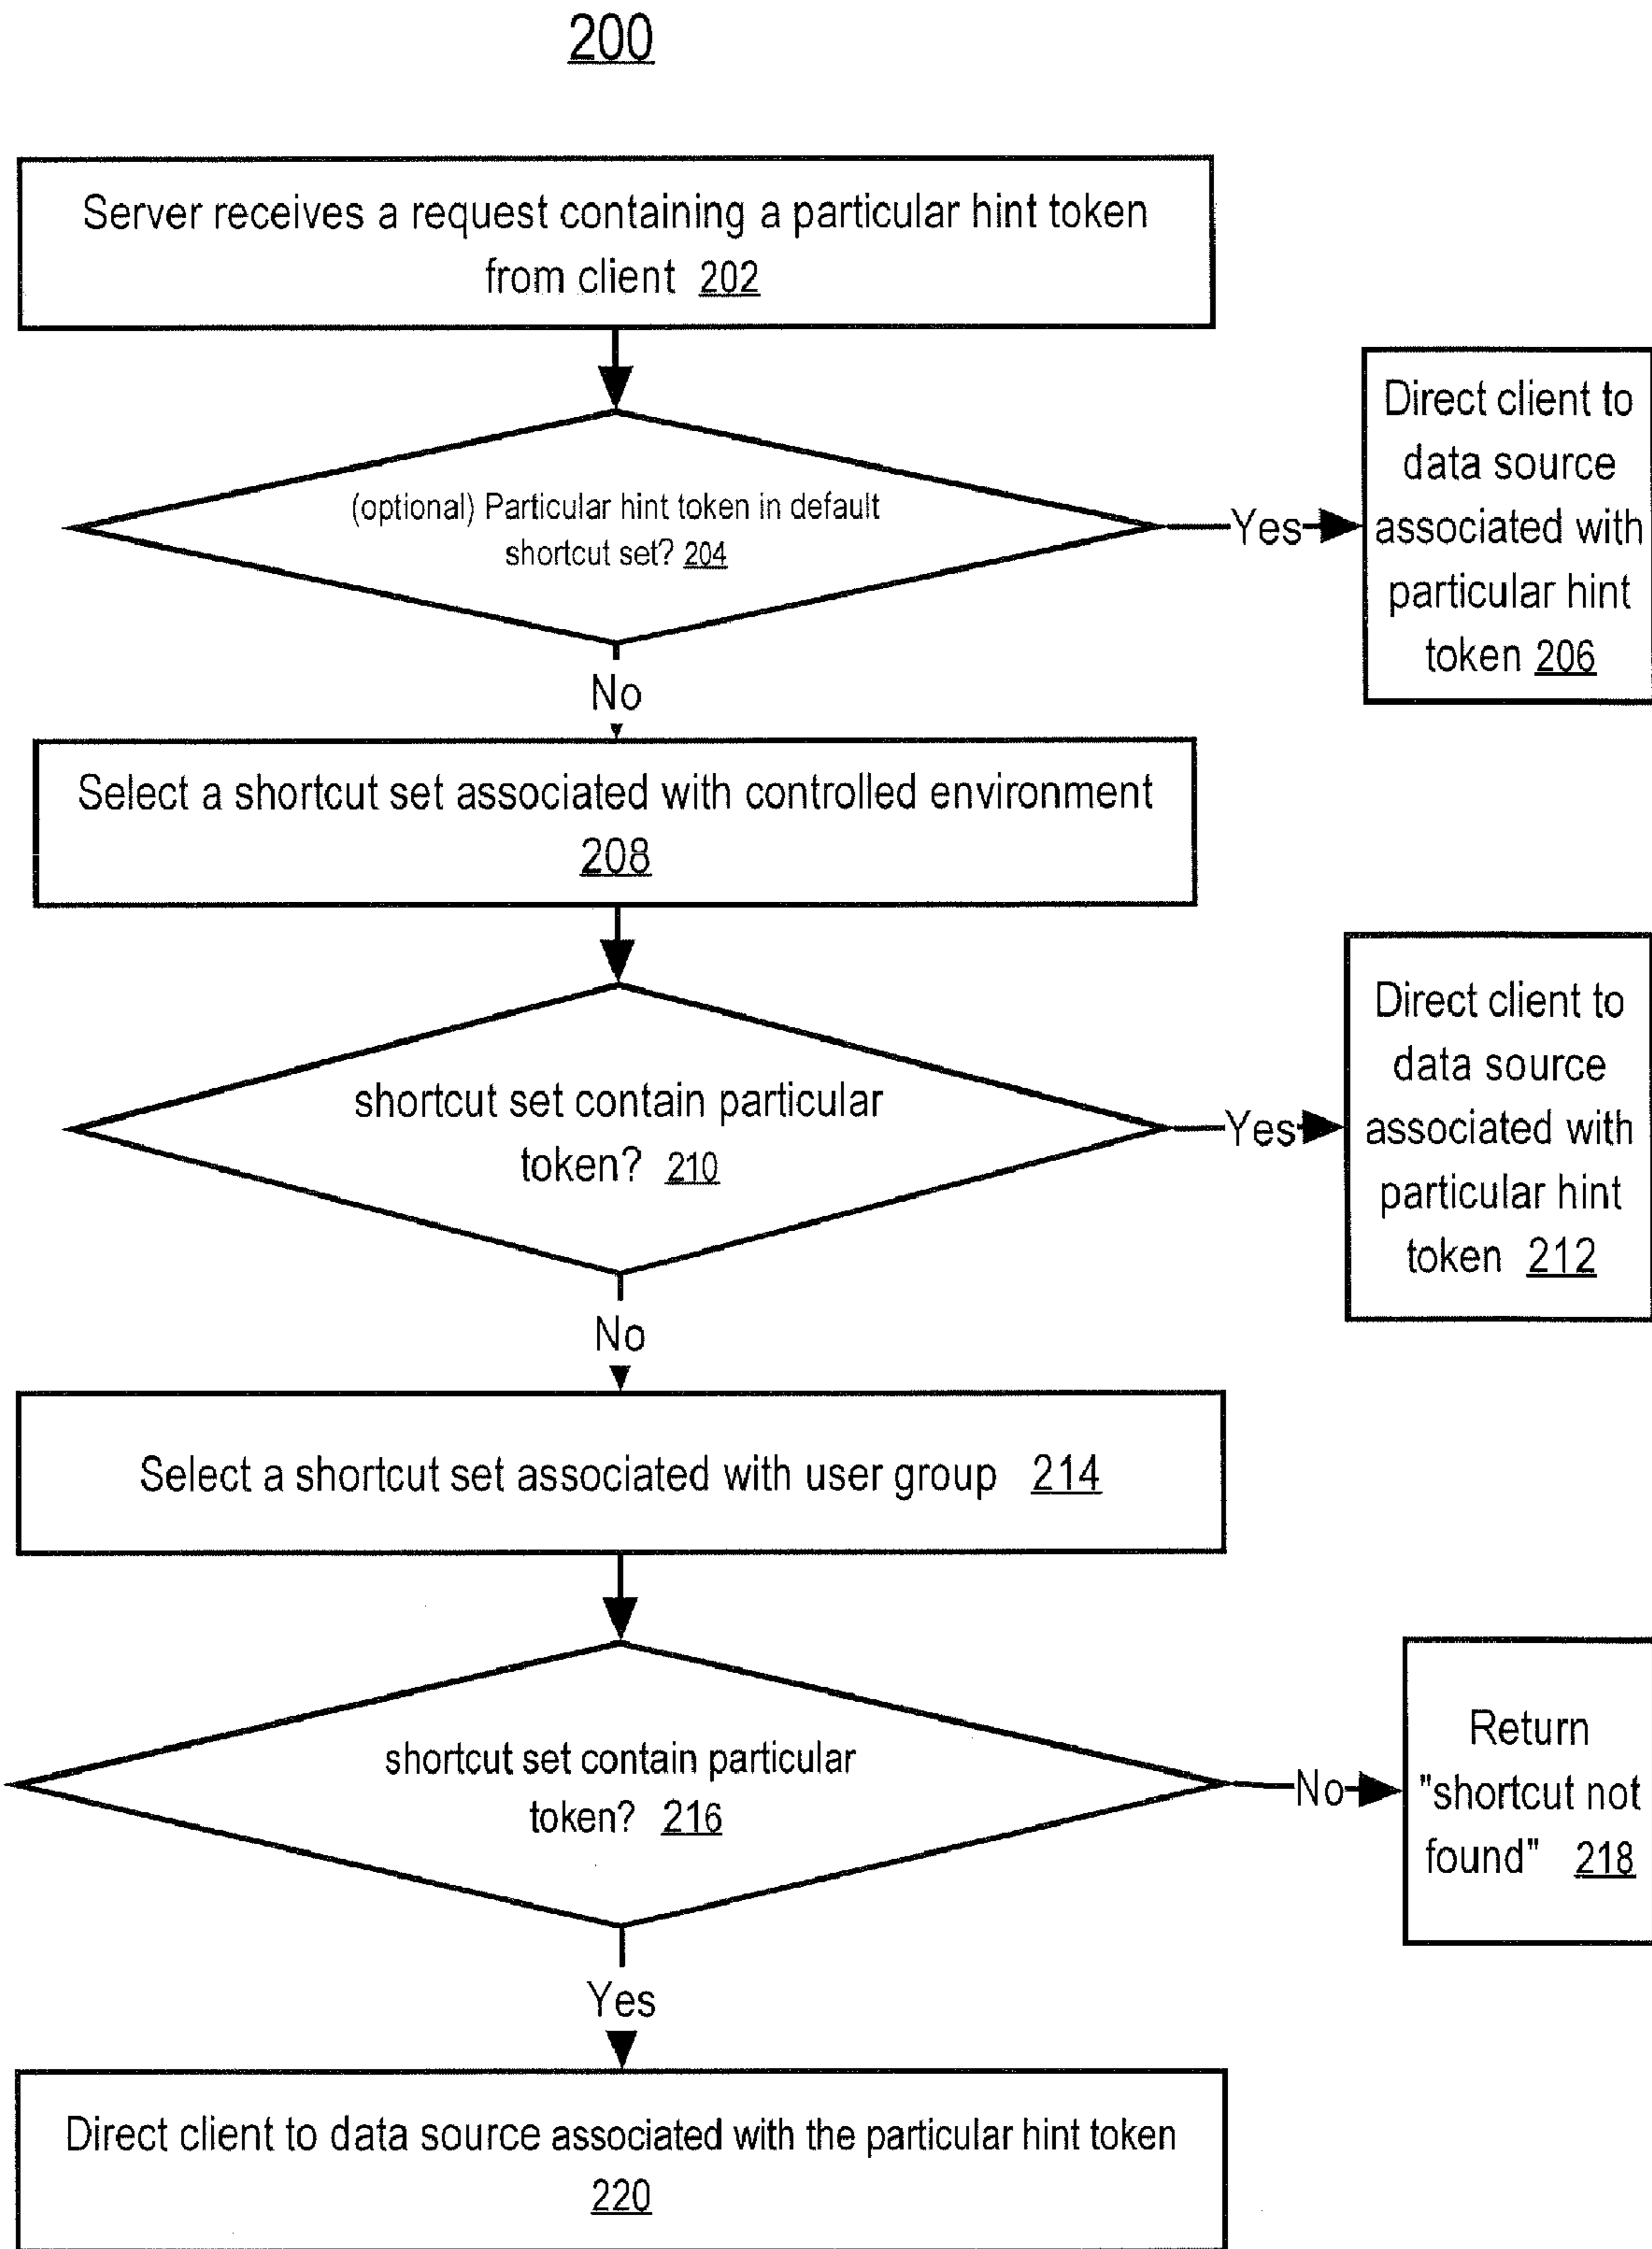 200
Server receives a request containing a particular hint token
from client 202
(optional) Particular hint token in default
shortcut set? 204
Yes
Direct client to
data source
associated with
particular hint
token 206
No
Select a shortcut set associated with controlled environment
208
shortcut set contain particular
token? 210
Yes
Direct client to
data source
associated with
particular hint
token 212
No
Select a shortcut set associated with user group 214
shortcut set contain particular
token? 216
No
Return
"shortcut not
found" 218
Yes
Direct client to data source associated with the particular hint token
220